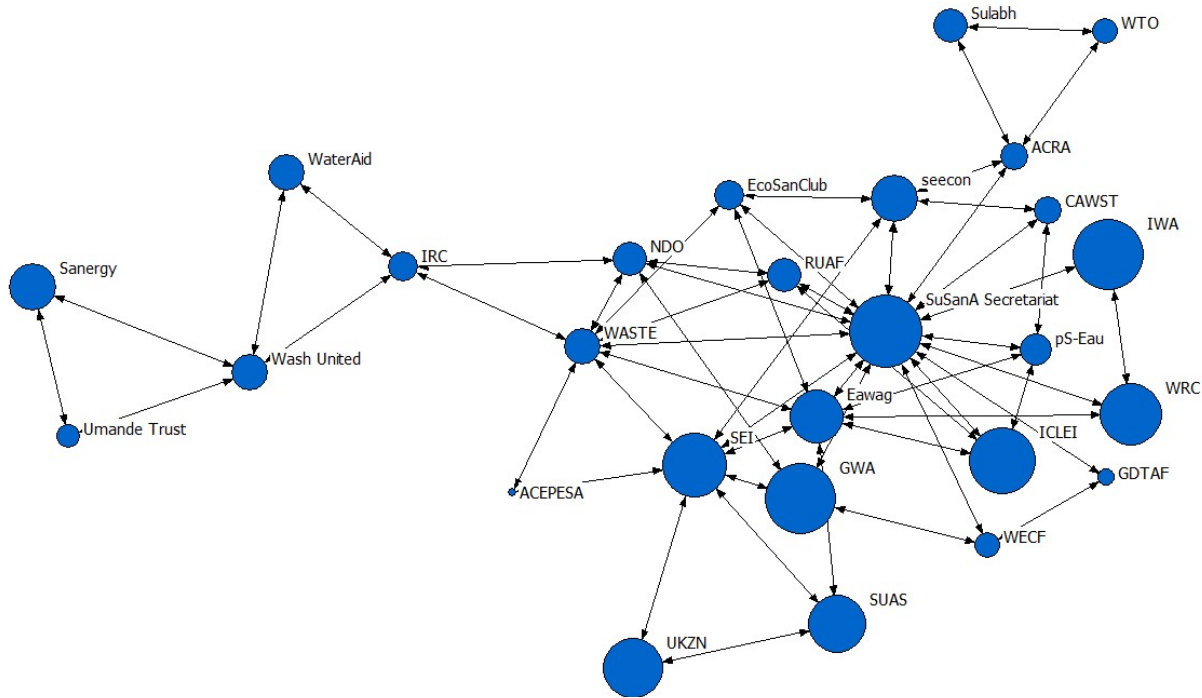 Sulabh
WTO
WaterAid
ACRA
EcoSanClub
seecon
CAWST
IWA
Sanergy
IRC
NDO
RUAF
SuSanA Secretariat
Wash United
WASTE
pS-Eau
WRC
Umande Trust
Eawag
SEI
ICLEI
GWA
GDTAF
ACEPESA
WECF
SUAS
UKZN